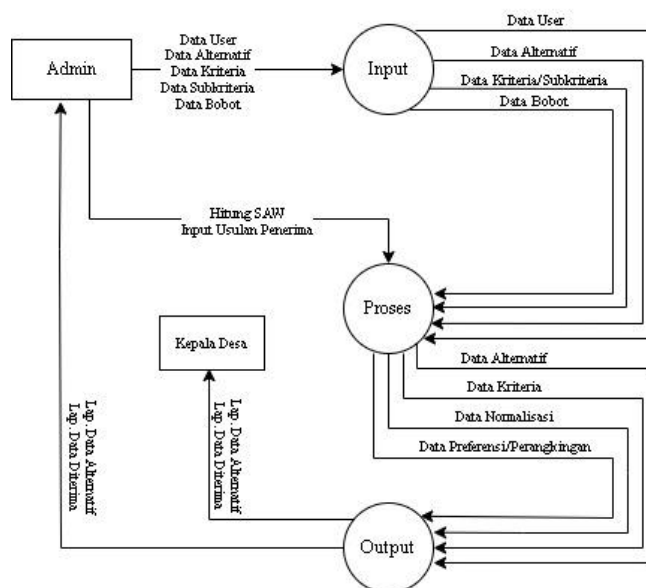 Data User
Data User
Data Alternatif
Data Kriteria
Data Subkriteria
Data Bobot
Admin
Input
Data Alternatif
Data Kriteria/Subkriteria
Data Bobot
Hitung SAW
Input Usulan Penerima
Proses
Kepala Desa
Data Alternatif
Data Kriteria
Data Normalisasi
Data Preferensi/Perangkingan
Lap. Data Alternatif
Lap. Data Diterima
Lap. Data Alternatif
Lap. Data Diterima
Output